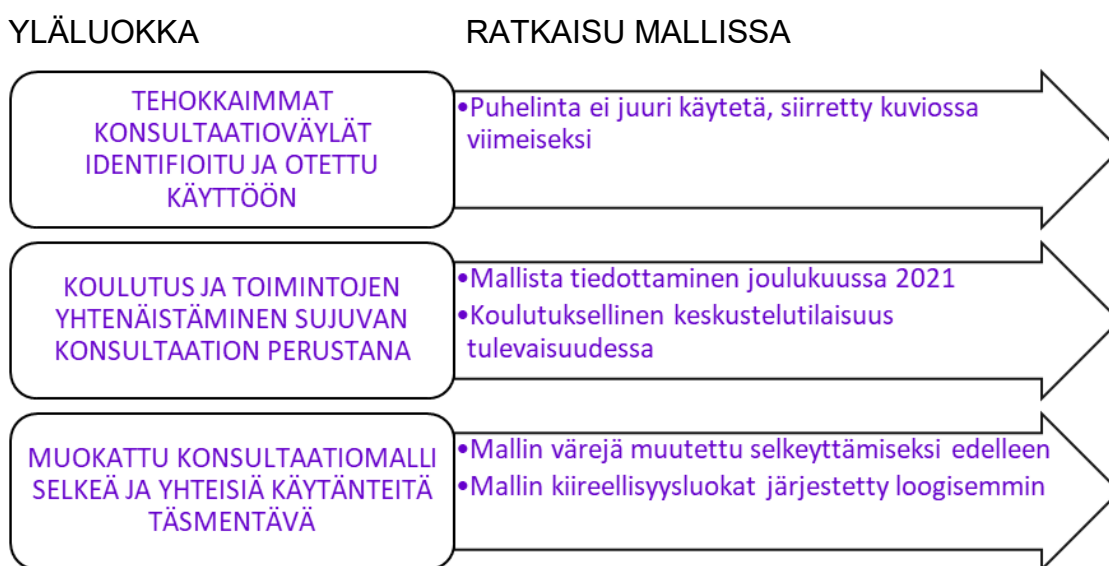 YLÄLUOKKA
RATKAISU MALLISSA
TEHOKKAIMMAT
KONSULTAATIOVÄYLÄT
IDENTIFIOITU JA OTETTU
KÄYTTÖÖN
•Puhelinta ei juuri käytetä, siirretty kuviossa
viimeiseksi
KOULUTUS JA TOIMINTOJEN
YHTENÄISTÄMINEN SUJUVAN
KONSULTAATION PERUSTANA
•Mallista tiedottaminen joulukuussa 2021
•Koulutuksellinen keskustelutilaisuus
tulevaisuudessa
MUOKATTU KONSULTAATIOMALLI
SELKEÄ JA YHTEISIÄ KÄYTÄNTEITÄ
TÄSMENTÄVÄ
•Mallin värejä muutettu selkeyttämiseksi edelleen
•Mallin kiireellisyysluokat järjestetty loogisemmin